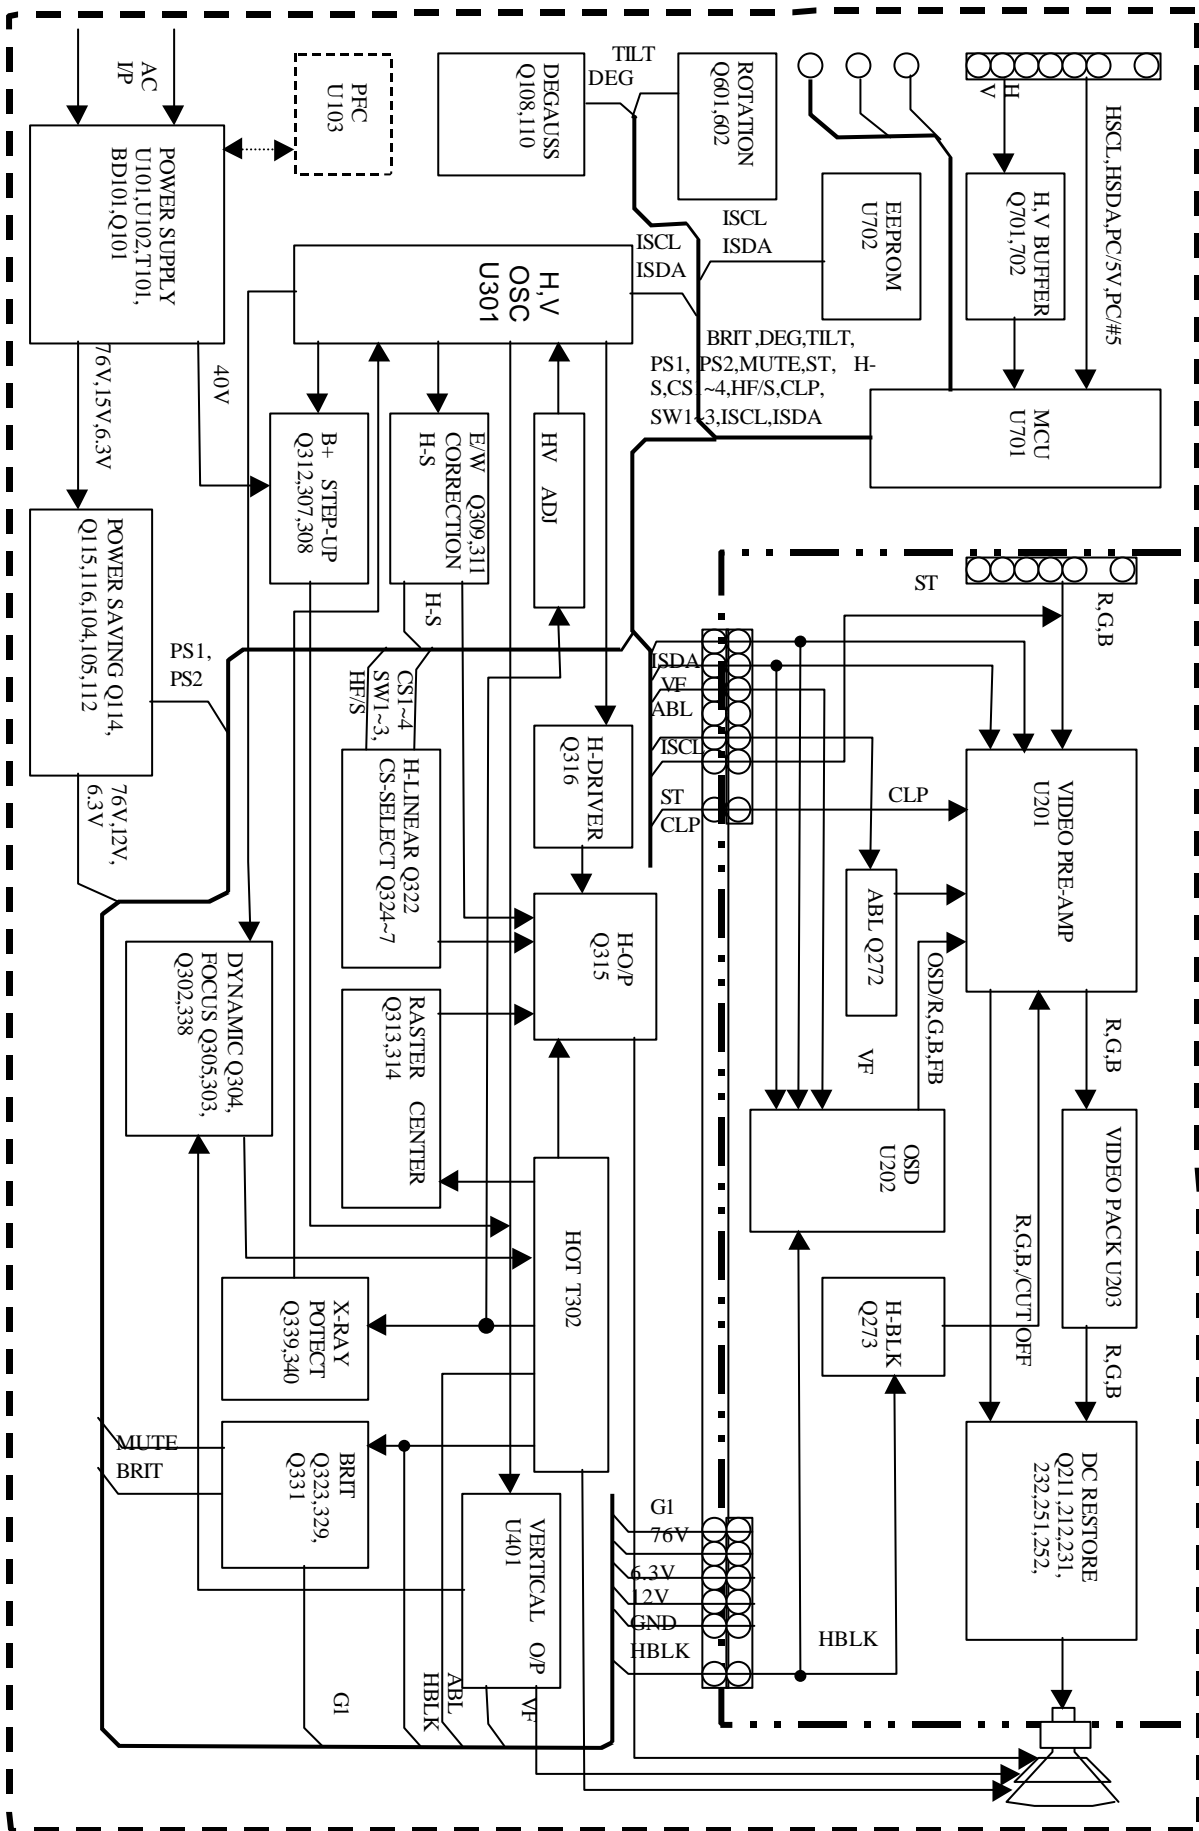 AC
I/P
PFC
U103
DEGAUSS
Q108,110
TILT
DEG
ROTATION
Q601,602
H
V
HSCL,HSDA,PC/5V,PC/#5
POWER SUPPLY
U101,U102,T101,
BD101,Q101
H,V
OSC
U301
ISCL
ISDA
ISCL
ISDA
EEPROM
U702
H,V BUFFER
Q701,702
BRIT ,DEG,TILT,
PS1, PS2,MUTE,ST, H-
S,CS1~4,HF/S,CLP,
SW1~3,ISCL,ISDA
MCU
U701
76V,15V,6.3V
40V
B+ STEP-UP
Q312,307,308
E/W Q309,311
CORRECTION
H-S
HV ADJ
POWER SAVING Q114,
Q115,116,104,105,112
PS1,
PS2
76V,12V,
6.3V
H-S
CS1~4
SW1~3,
HF/S
ST
R,G,B
ISDA
VF
ABL
ISCL
ST
CLP
CLP
H-DRIVER
Q316
H-LINEAR Q322
CS-SELECT Q324~7
VIDEO PRE-AMP
U201
ABL Q272
OSD/R,G,B,FB
VF
R,G,B
DYNAMIC Q304,
FOCUS Q305,303,
Q302,338
RASTER CENTER
Q313,314
H-O/P
Q315
OSD
U202
VIDEO PACK U203
HOT T302
X-RAY
POTECT
Q339,340
H-BLK
Q273
R,G,B,/CUT OFF
R,G,B
MUTE
BRIT
BRIT
Q323,329,
Q331
VERTICAL O/P
U401
G1
76V
6.3V
12V
GND
HBLK
HBLK
DC RESTORE
Q211,212,231,
232,251,252,
G1
HBLK
ABL
VF